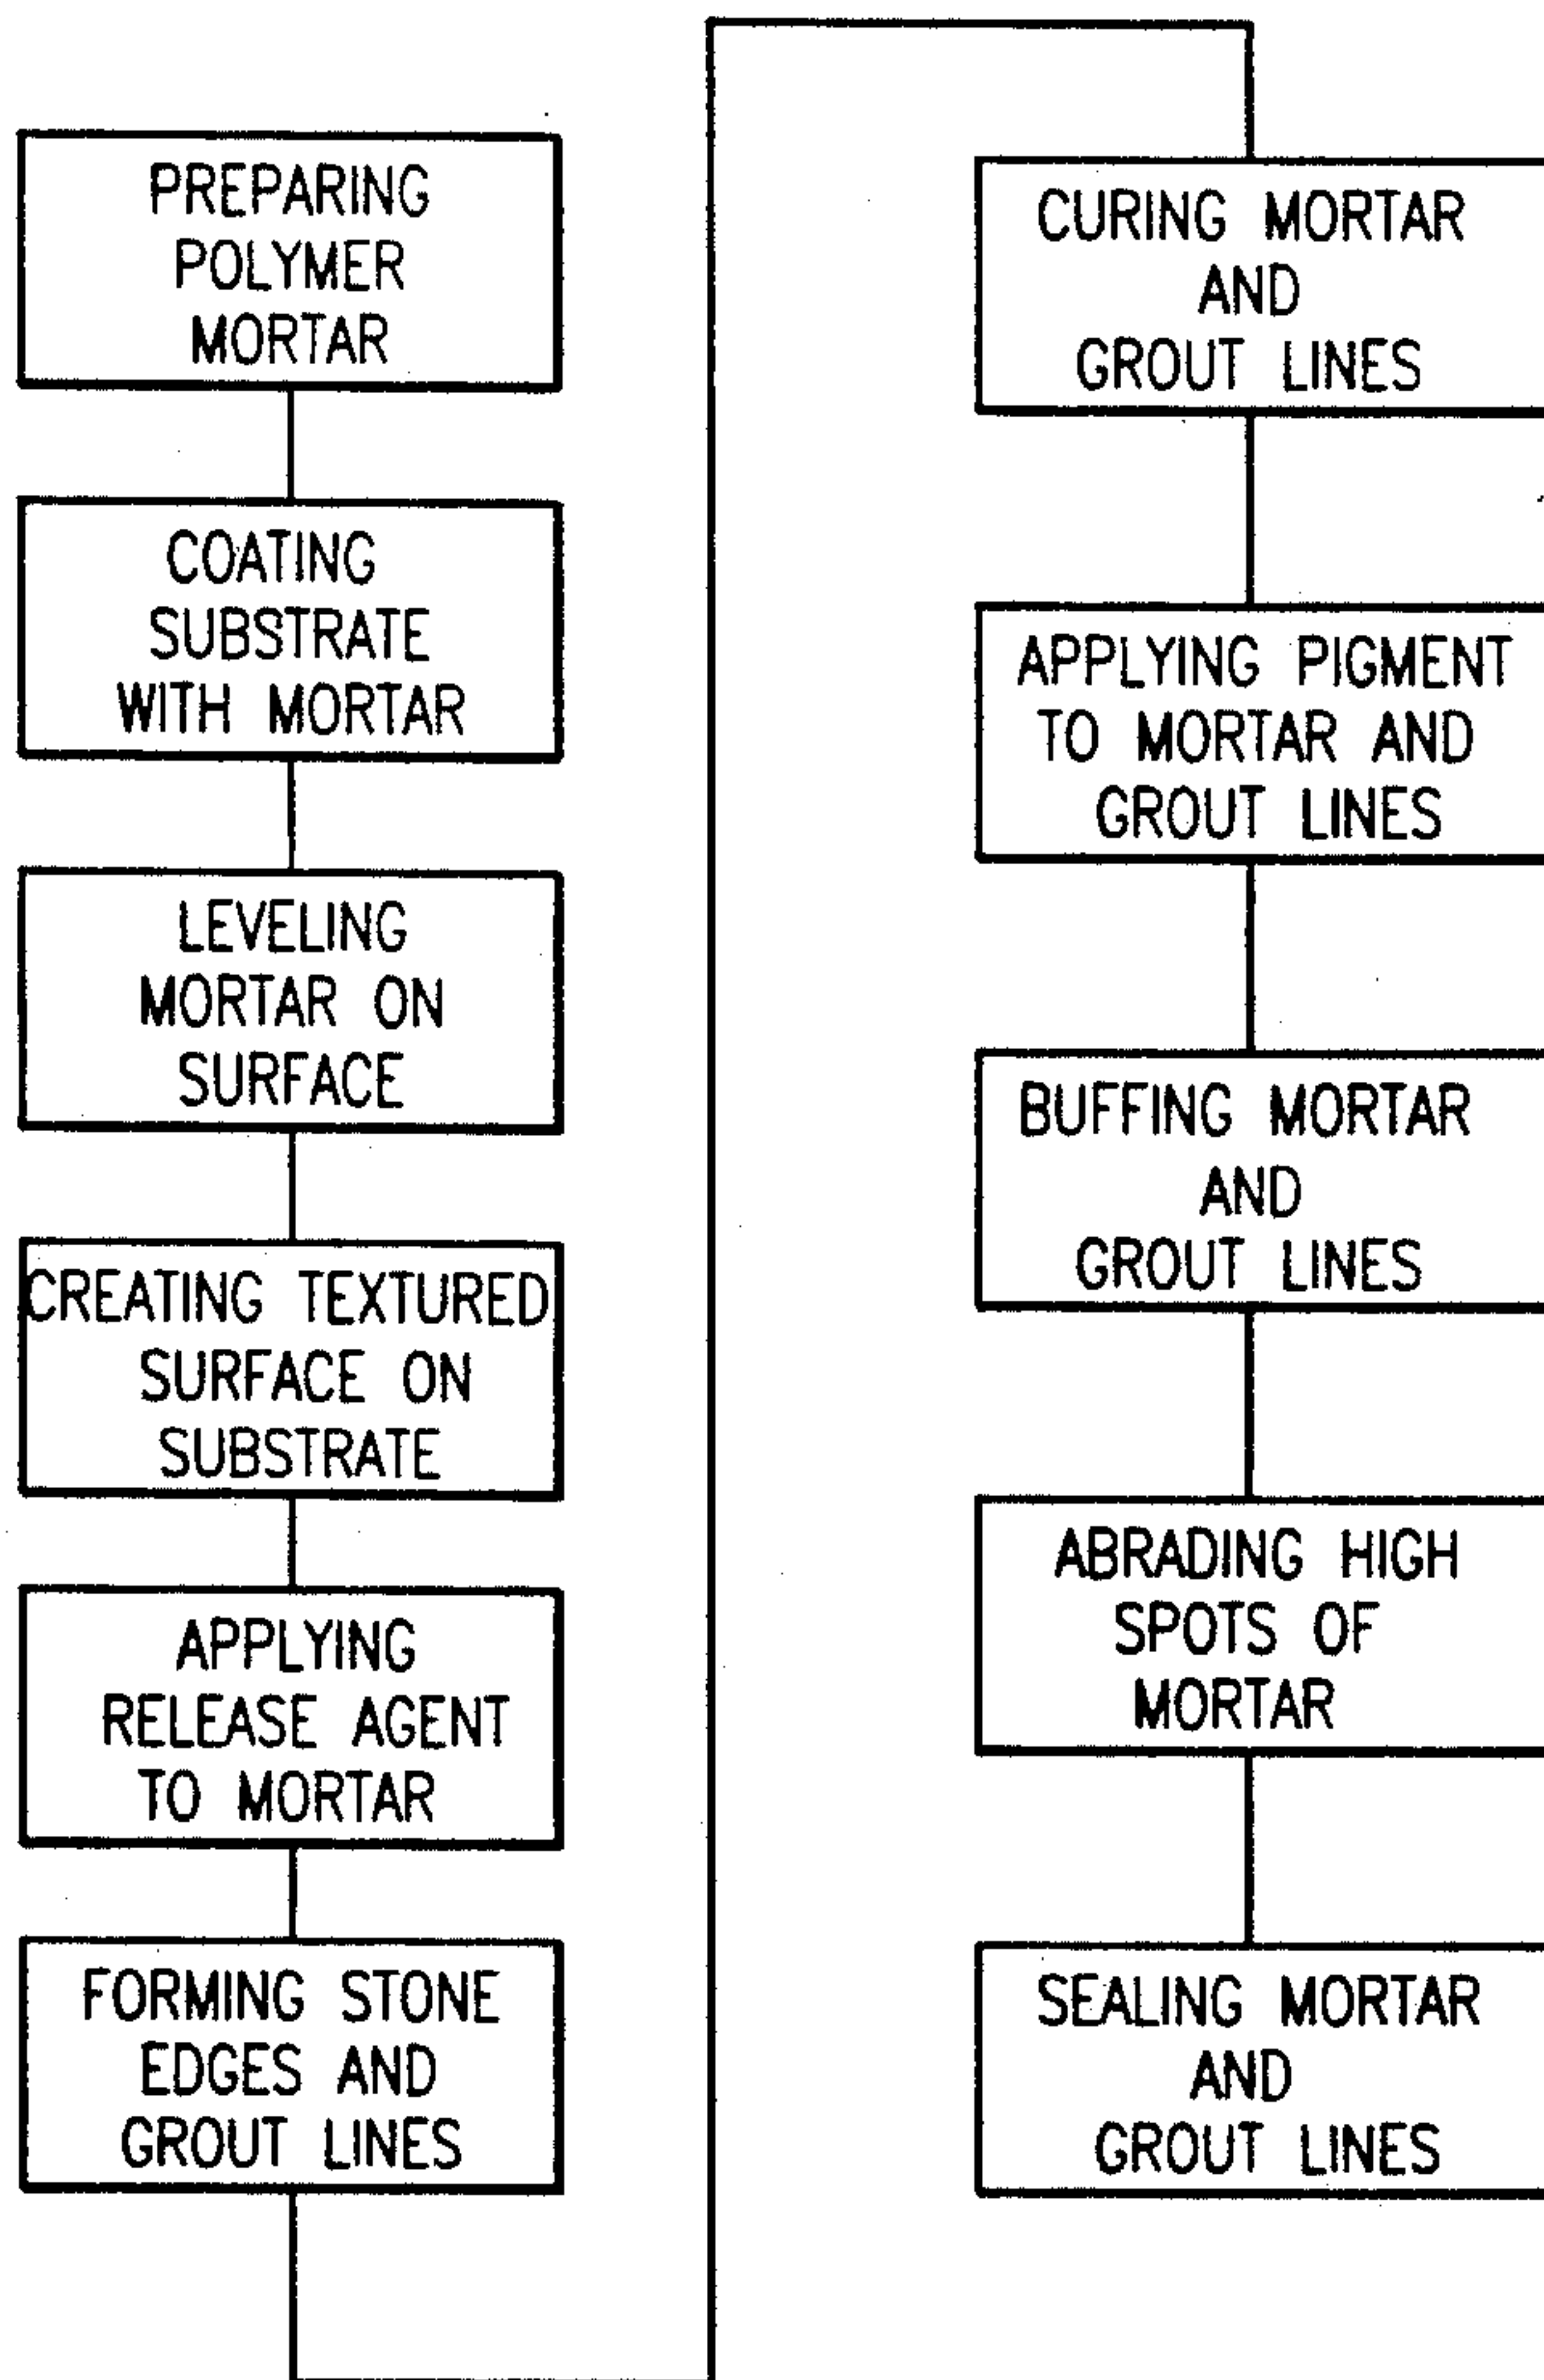 PREPARING
POLYMER
MORTAR
COATING
SUBSTRATE
WITH MORTAR
LEVELING
MORTAR ON
SURFACE
CREATING TEXTURED
SURFACE ON
SUBSTRATE
APPLYING
RELEASE AGENT
TO MORTAR
FORMING STONE
EDGES AND
GROUT LINES
CURING MORTAR
AND
GROUT LINES
APPLYING PIGMENT
TO MORTAR AND
GROUT LINES
BUFFING MORTAR
AND
GROUT LINES
ABRADING HIGH
SPOTS OF
MORTAR
SEALING MORTAR
AND
GROUT LINES